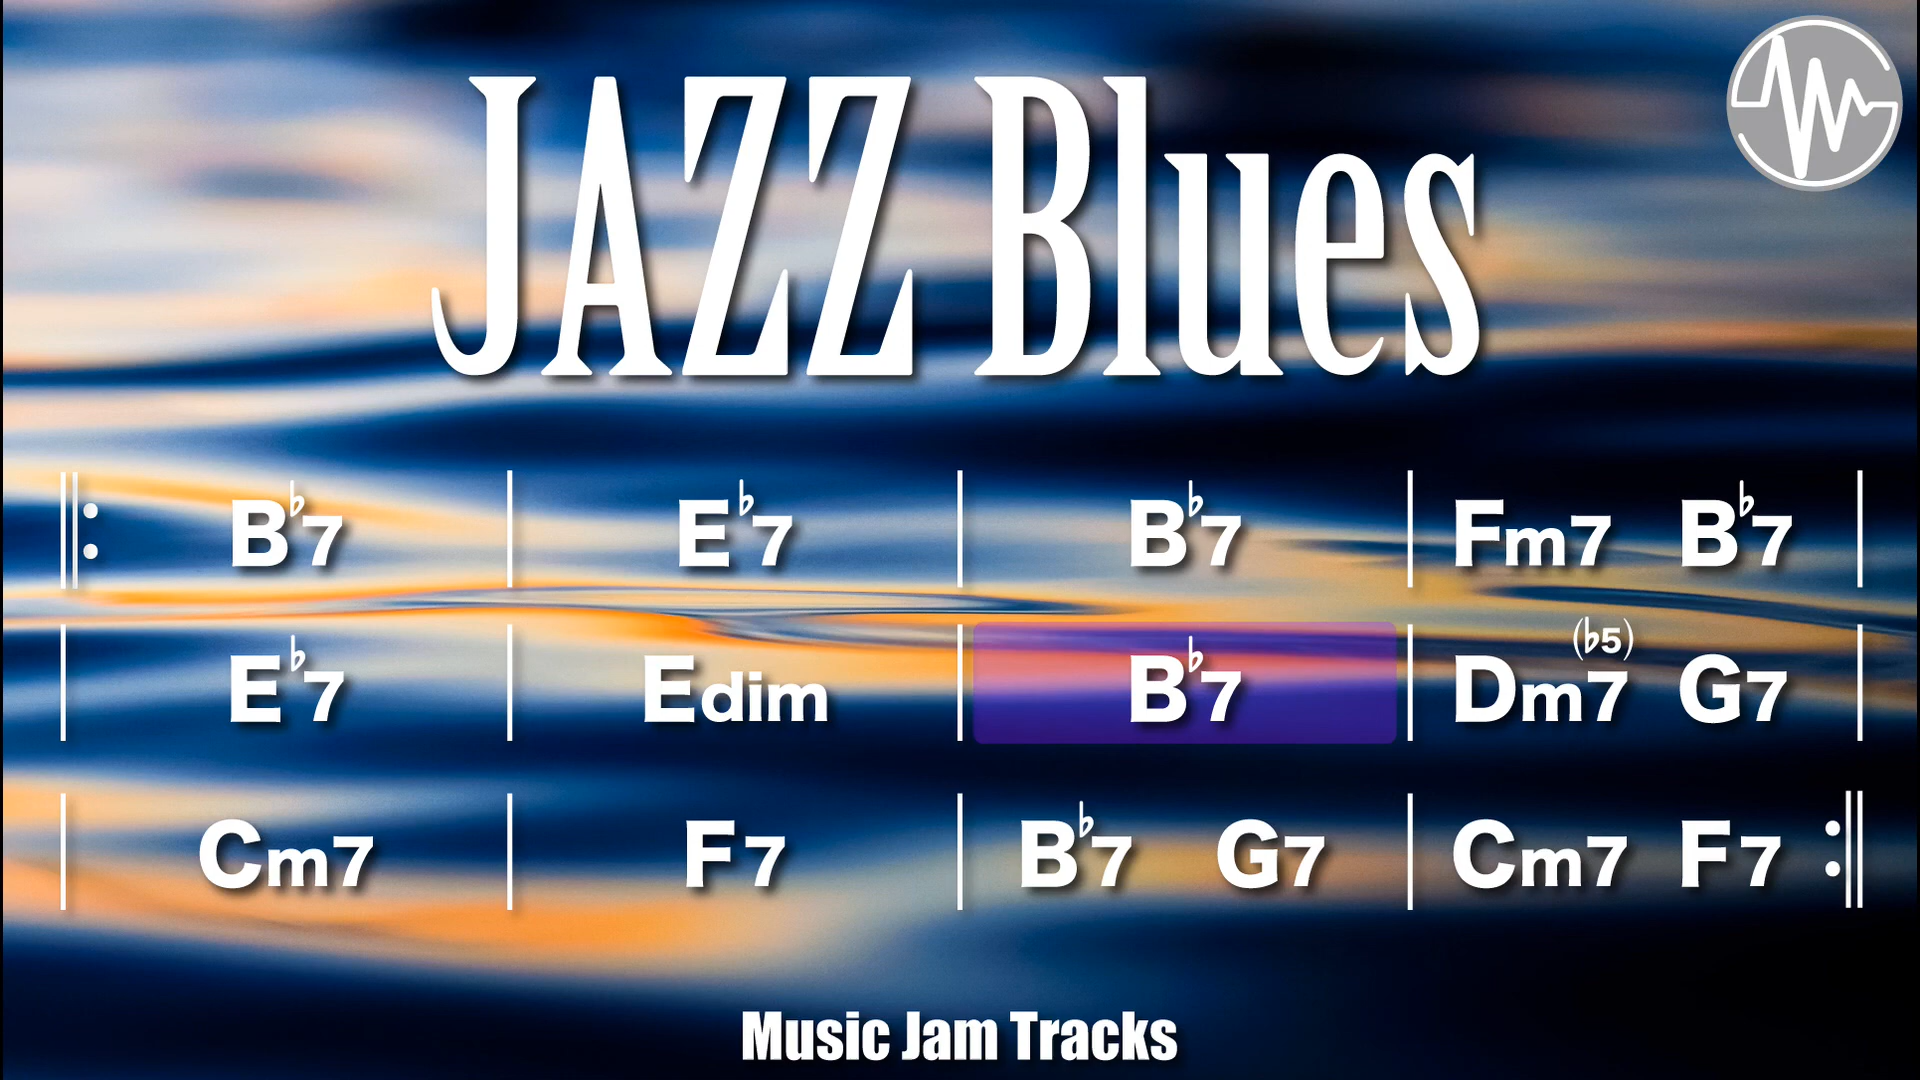 JAZZ Blues
B♭7 E♭7 B♭7 Fm7 B♭7
E♭7 Edim B♭7 Dm7(♭5) G7
Cm7 F7 B♭7 G7 Cm7 F7
Music Jam Tracks